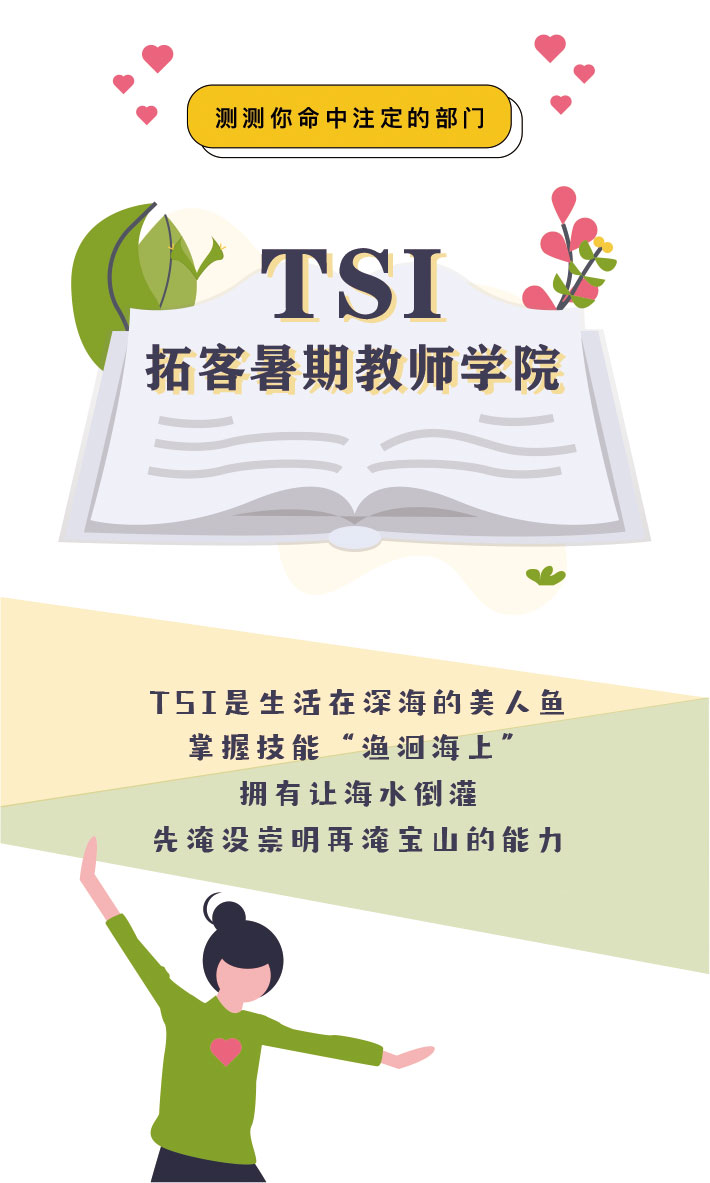 测测你命中注定的部门
TSI
拓客暑期教师学院
TSI是生活在深海的美人鱼
掌握技能“渔洄海上”
拥有让海水倒灌
先淹没崇明再淹宝山的能力